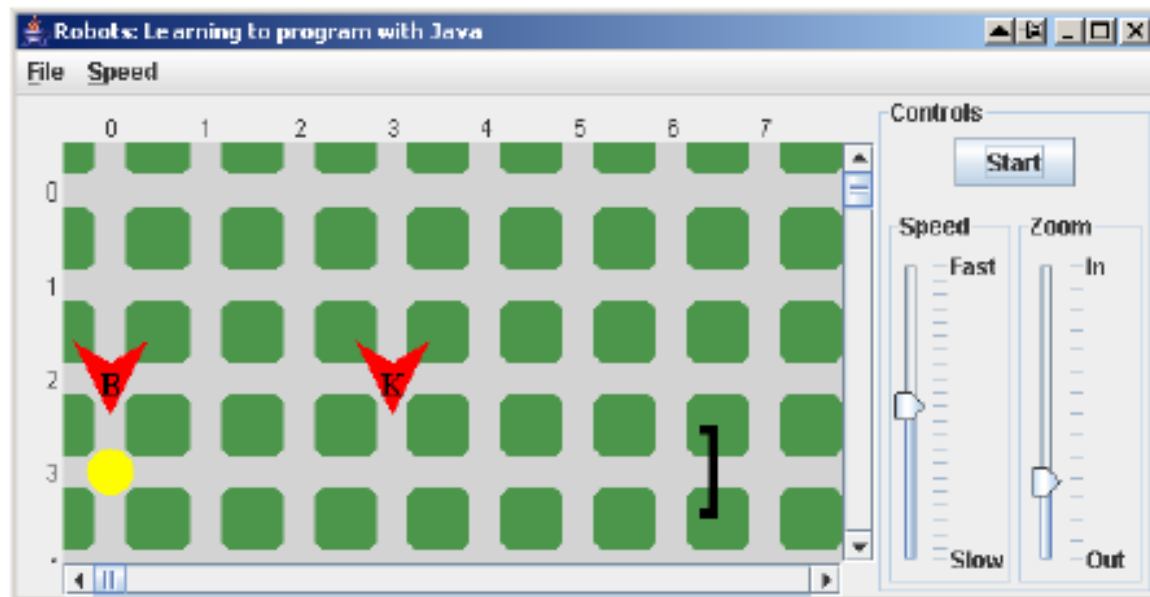 Robots: Learning to program with Java
File Speed
0 1 2 3 4 5 6 7
Controls
Start
0
Speed Zoom
Fast In
1
2
B K
3
Slow Out